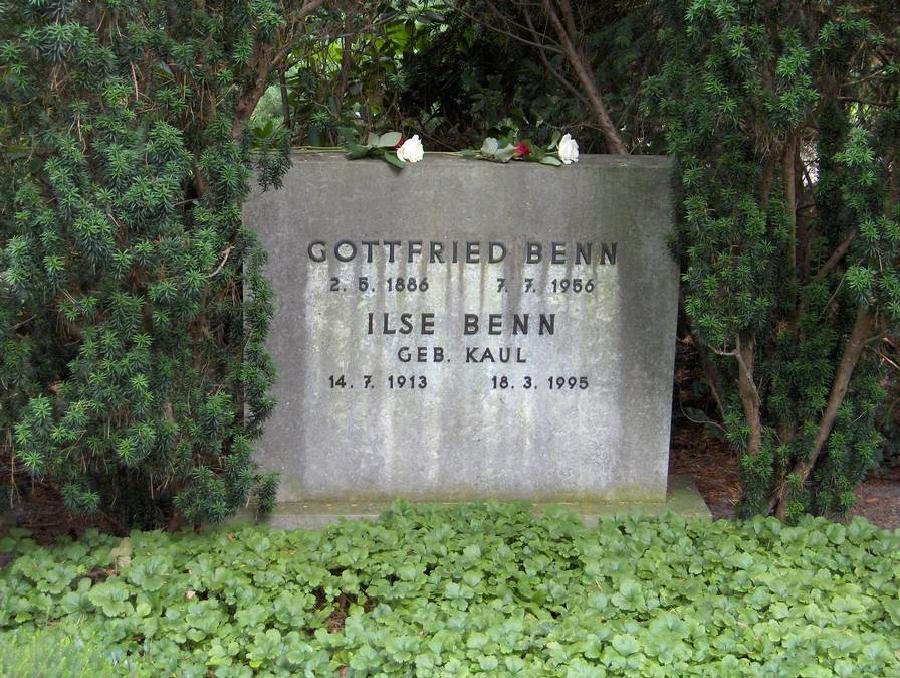 GOTTFRIED BENN
2. 5. 1886 7. 7. 1956
ILSE BENN
GEB. KAUL
14. 7. 1913 18. 3. 1995